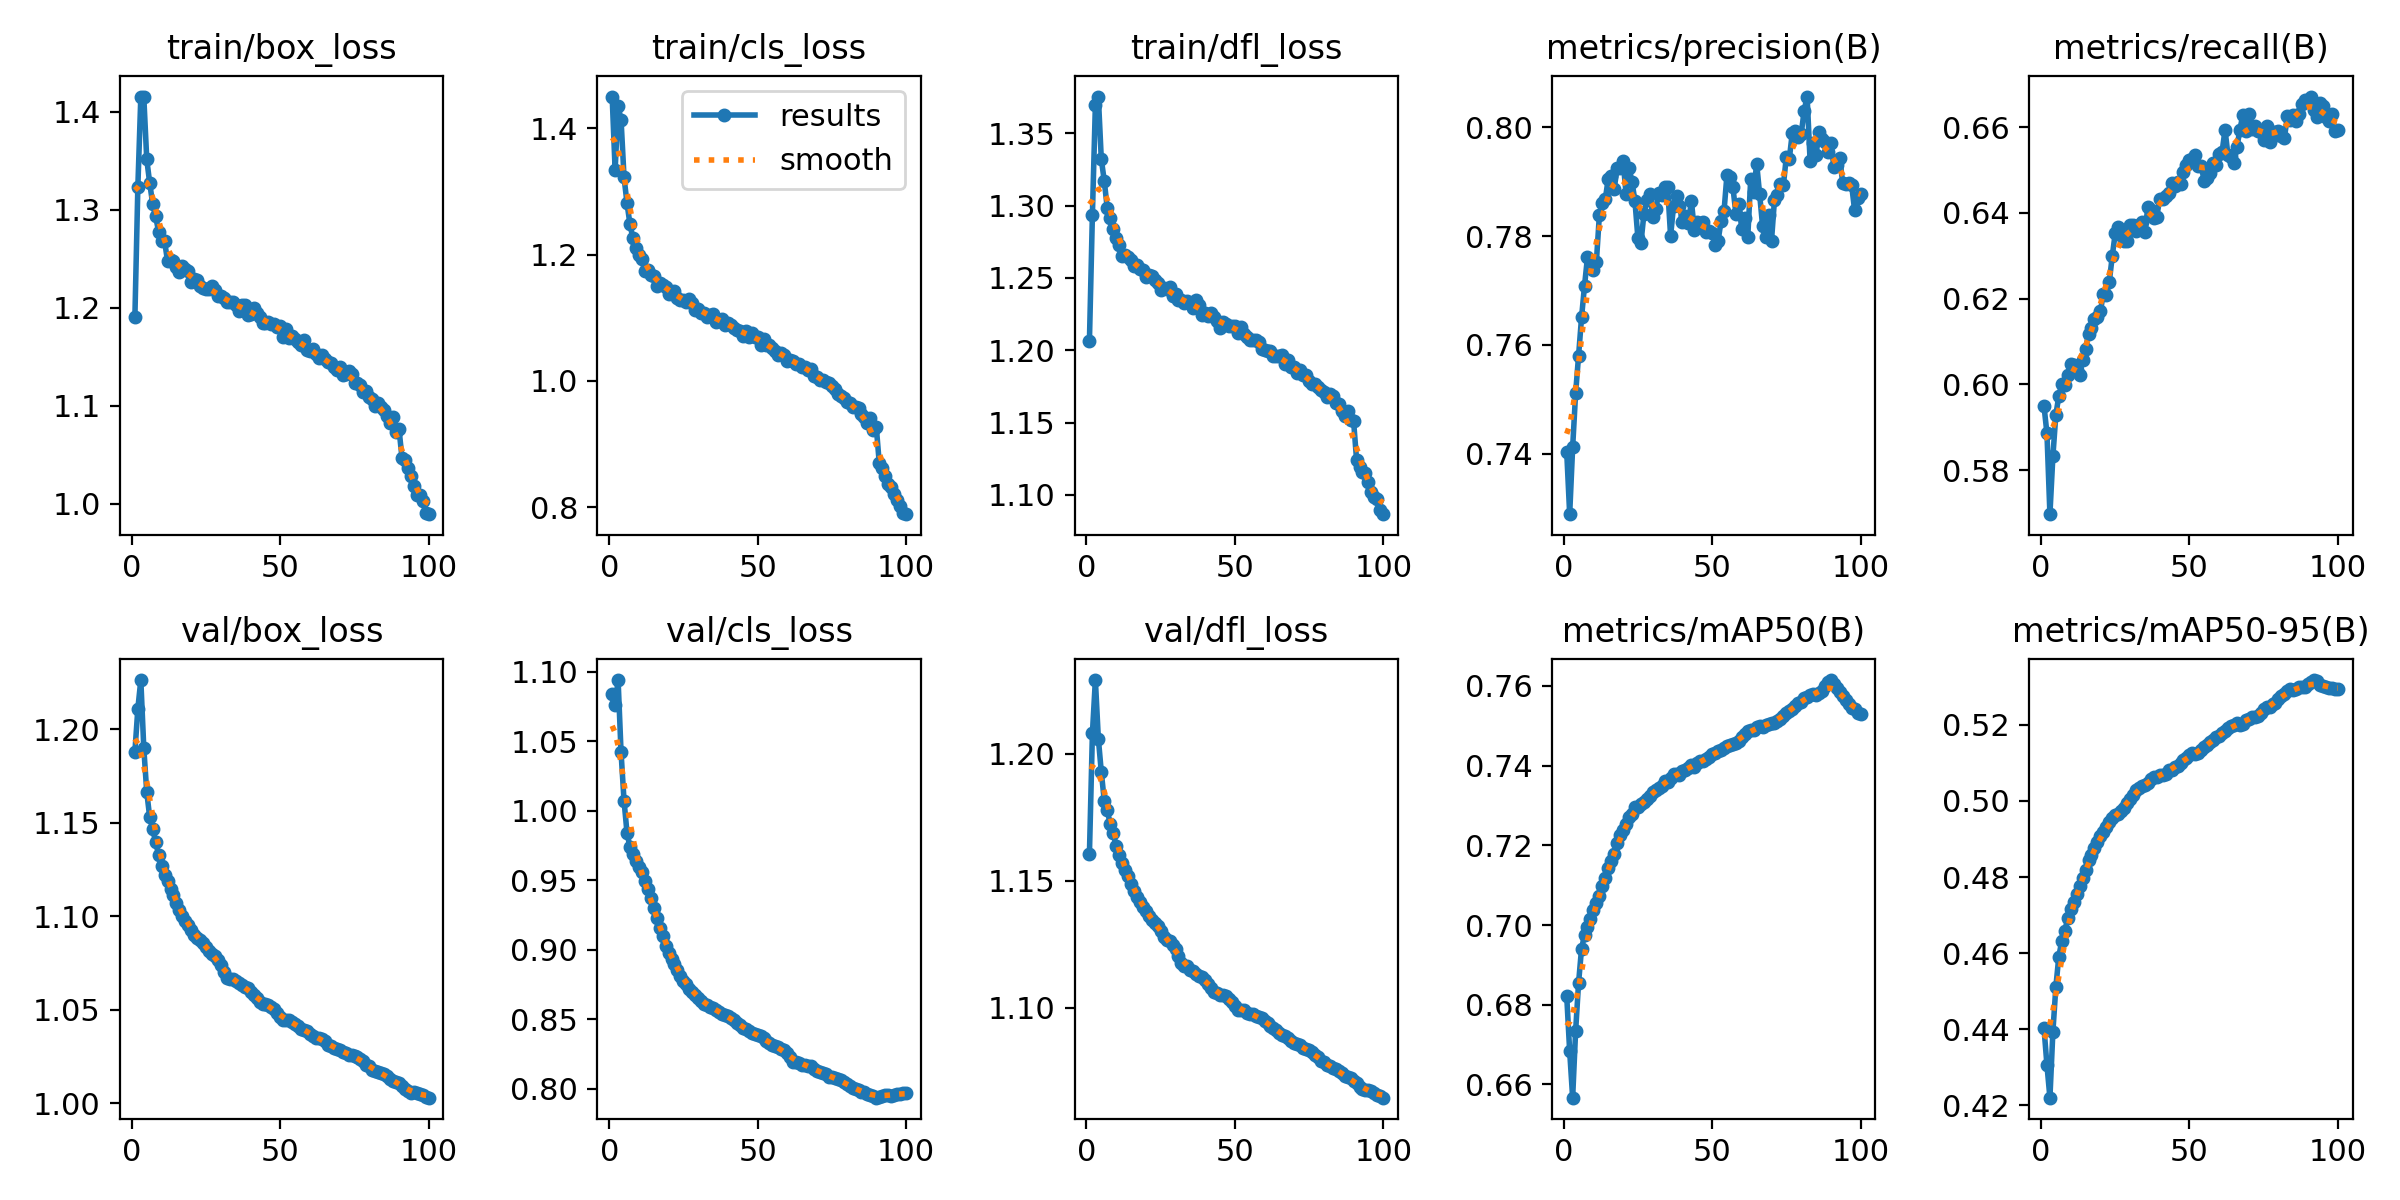 train/box_loss
1.4
1.3
1.2
1.1
1.0
0 50 100
train/cls_loss
results
smooth
1.4
1.2
1.0
0.8
0 50 100
train/dfl_loss
1.35
1.30
1.25
1.20
1.15
1.10
0 50 100
metrics/precision(B)
0.80
0.78
0.76
0.74
0 50 100
metrics/recall(B)
0.66
0.64
0.62
0.60
0.58
0 50 100
val/box_loss
1.20
1.15
1.10
1.05
1.00
0 50 100
val/cls_loss
1.10
1.05
1.00
0.95
0.90
0.85
0.80
0 50 100
val/dfl_loss
1.20
1.15
1.10
0 50 100
metrics/mAP50(B)
0.76
0.74
0.72
0.70
0.68
0.66
0 50 100
metrics/mAP50-95(B)
0.52
0.50
0.48
0.46
0.44
0.42
0 50 100